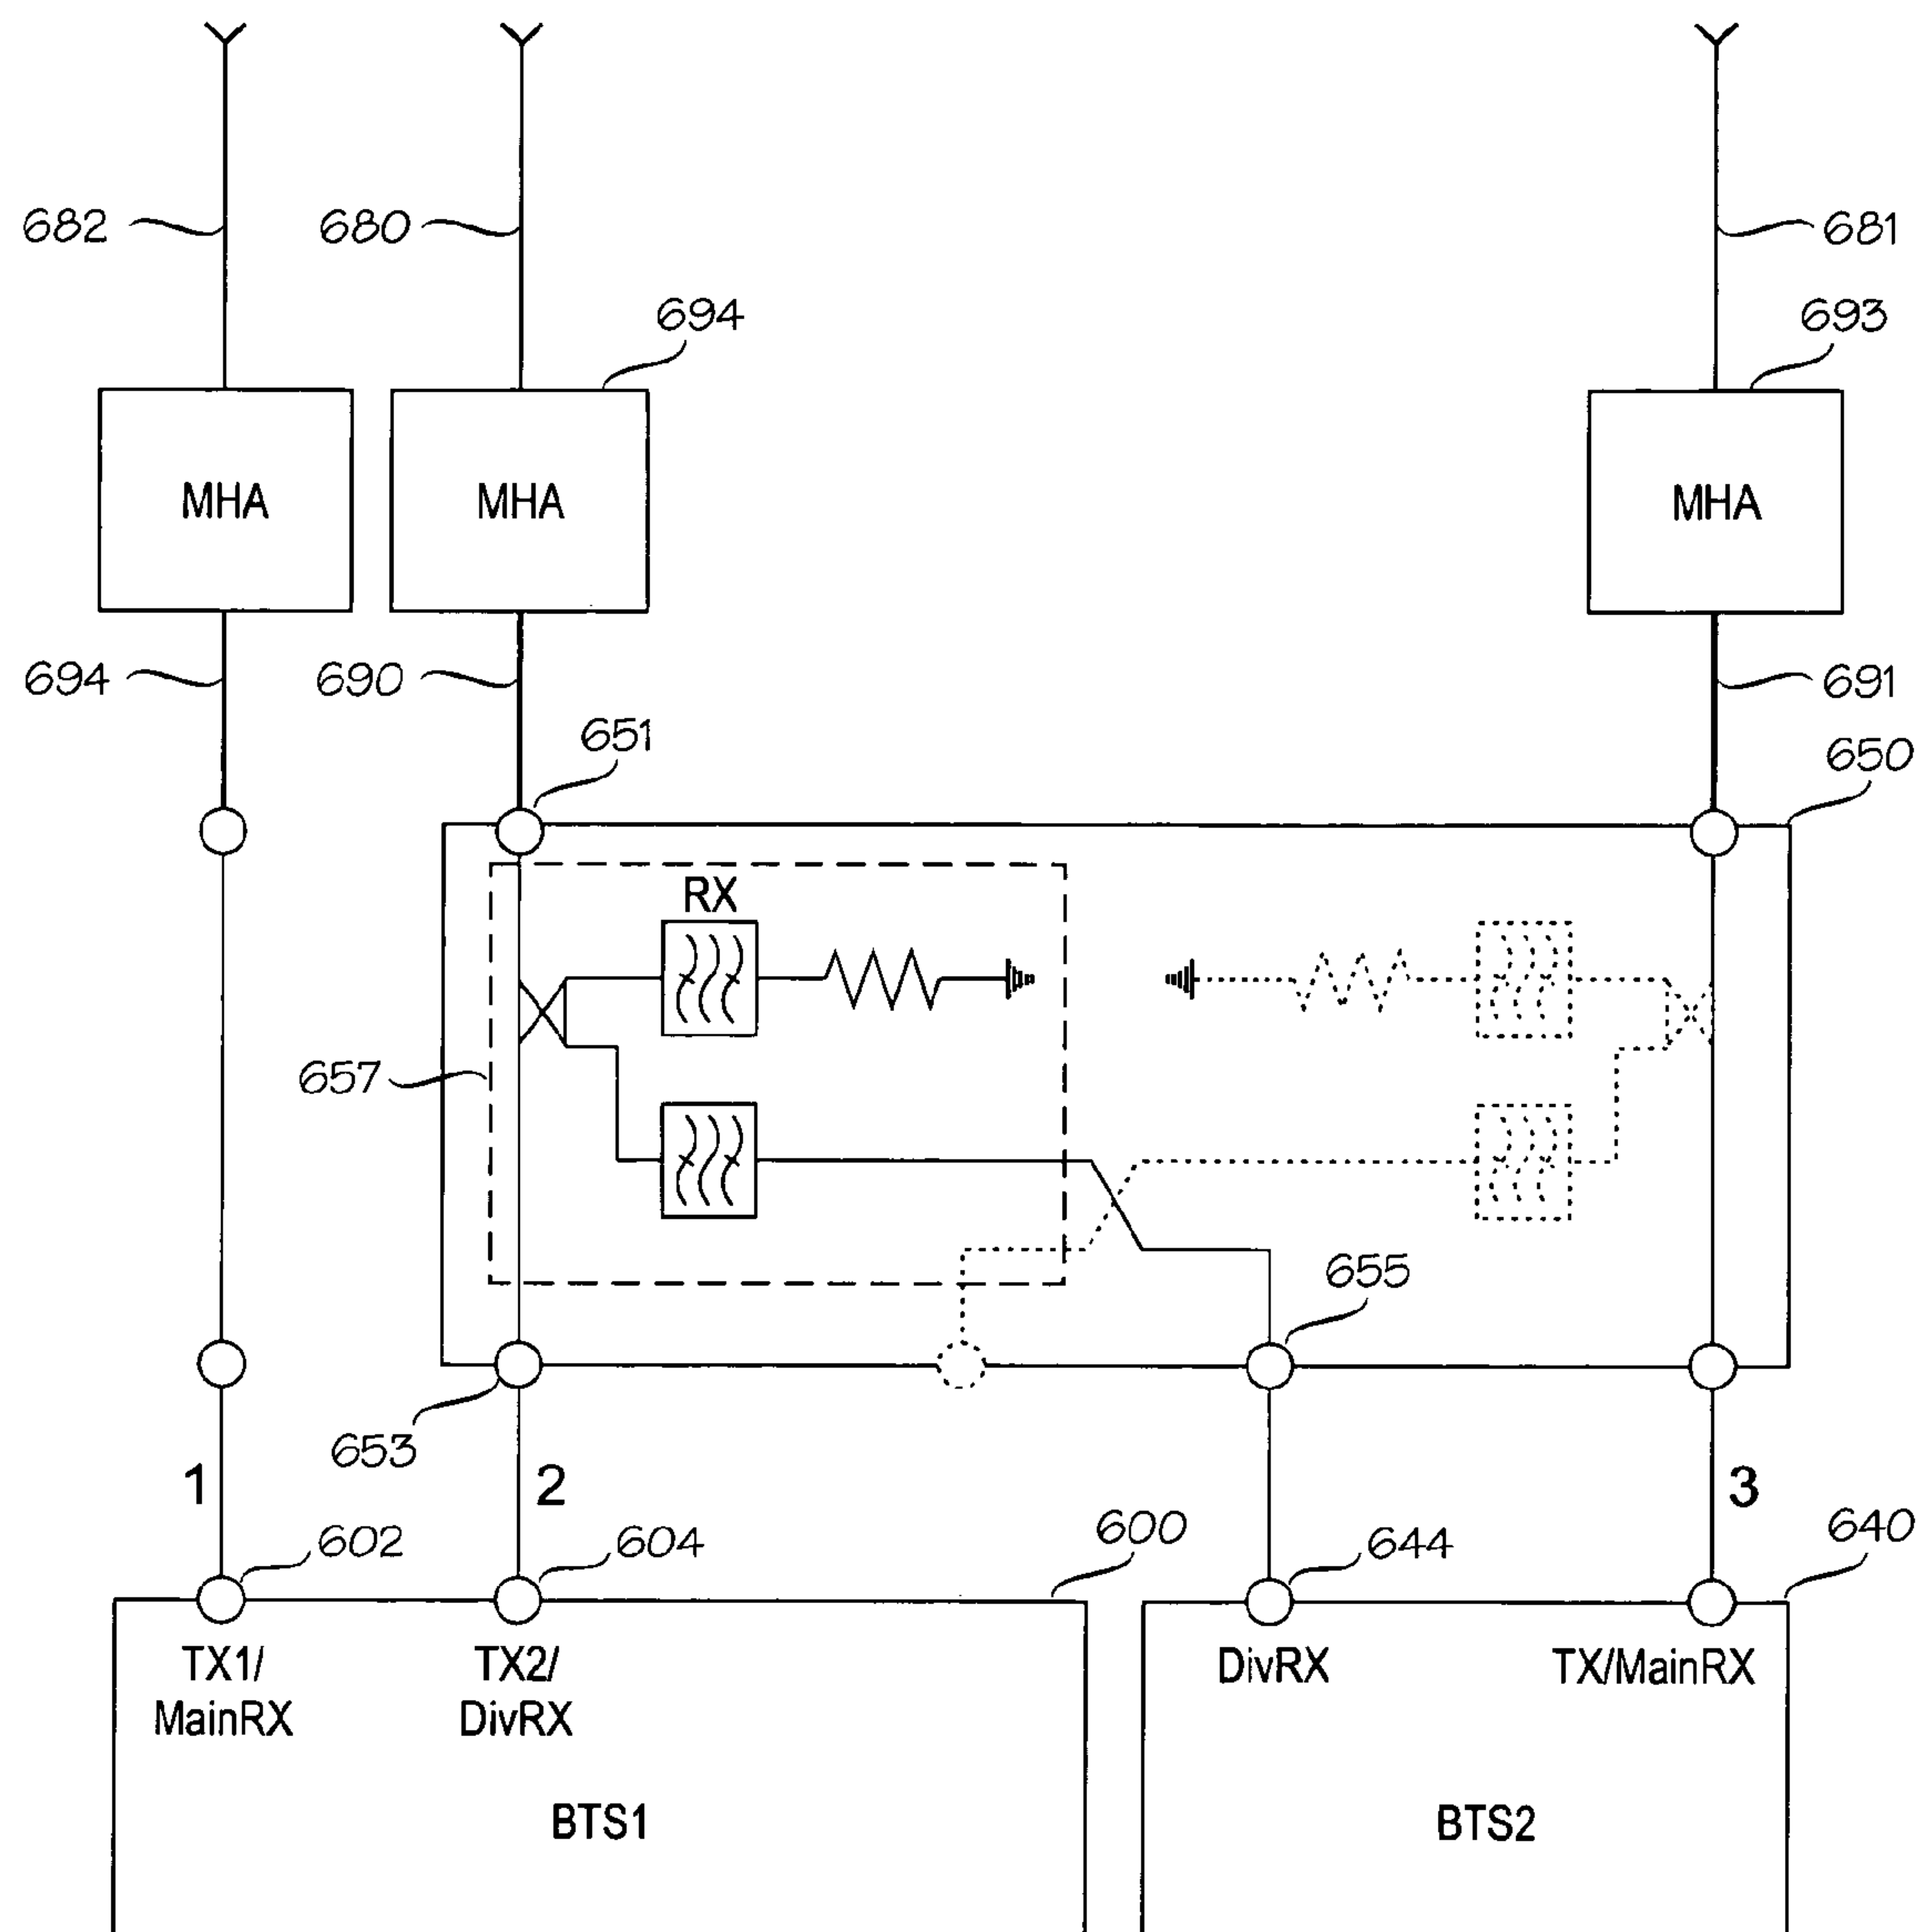 682
680
681
694
693
MHA
MHA
MHA
694
690
691
651
650
RX
657
655
653
1
2
3
602
604
600
644
640
TX1/
MainRX
TX2/
DivRX
DivRX
TX/MainRX
BTS1
BTS2